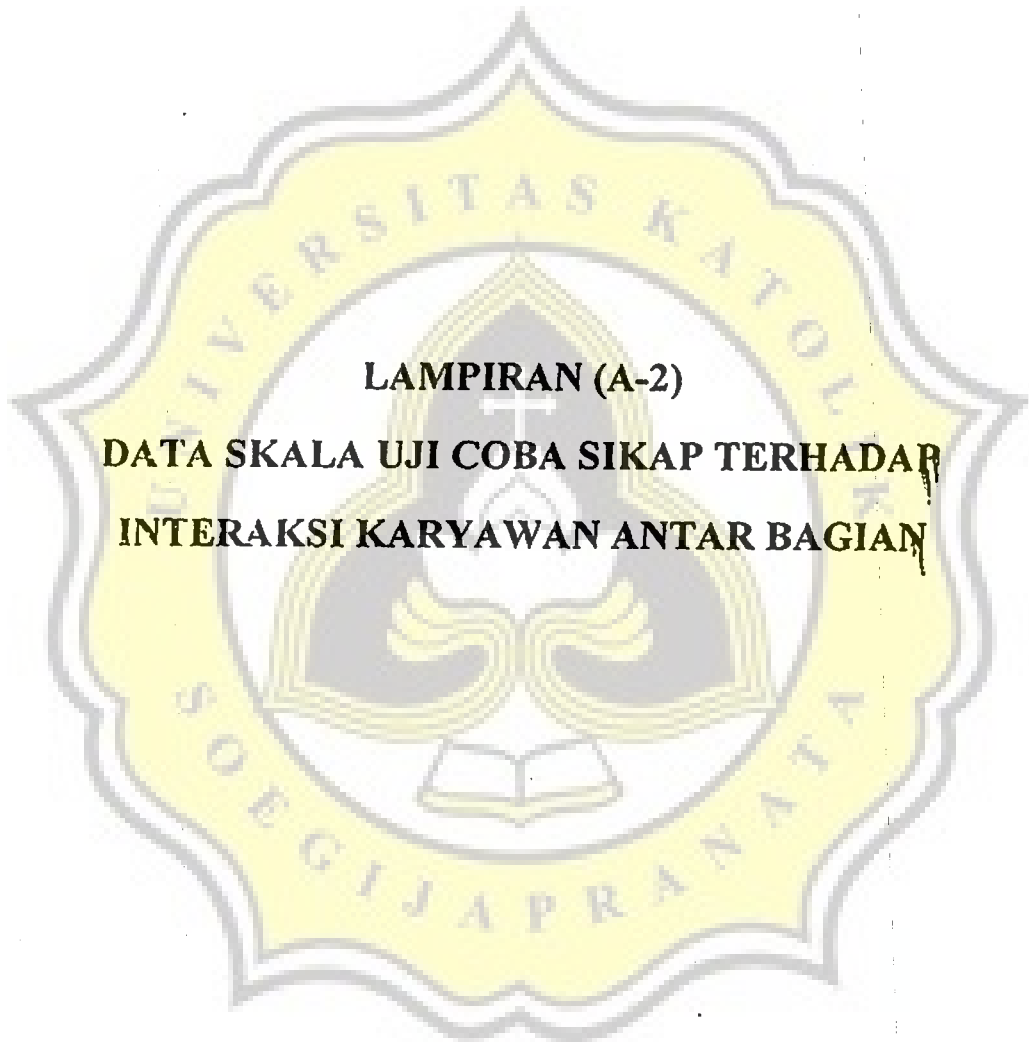 UNIVERSITAS KATOLIK
LAMPIRAN (A-2)
DATA SKALA UJI COBA SIKAP TERHADAP
INTERAKSI KARYAWAN ANTAR BAGIAN
SOEGIJAPRANATA